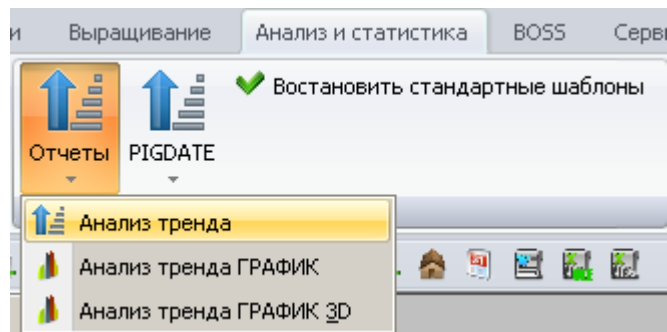 и Выращивание Анализ и статистика BOSS Серви
Востановить стандартные шаблоны
Отчеты PIGDATE
Анализ тренда
Анализ тренда ГРАФИК
Анализ тренда ГРАФИК 3D